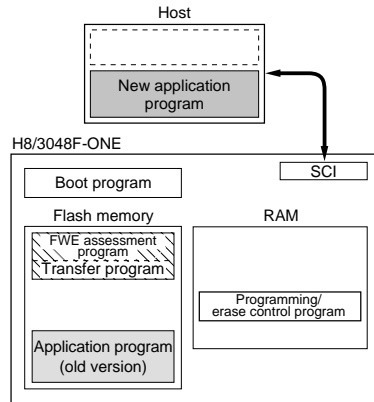 Host
New application
program
H8/3048F-ONE
SCI
Boot program
Flash memory
RAM
FWE assessment
program
Transfer program
Programming/
erase control program
Application program
(old version)